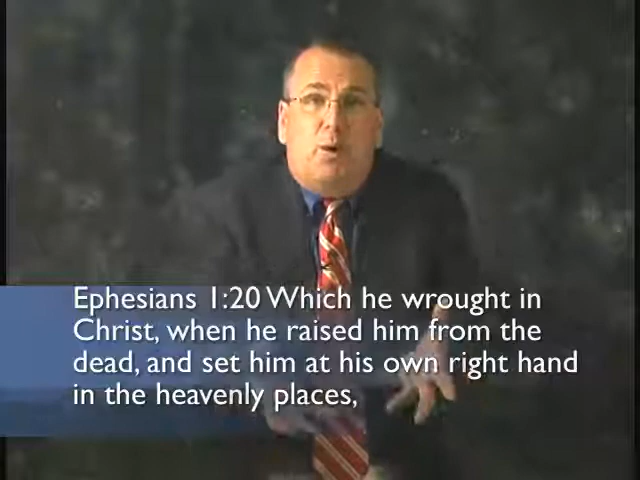 Ephesians 1:20 Which he wrought in
Christ, when he raised him from the
dead, and set him at his own right hand
in the heavenly places,